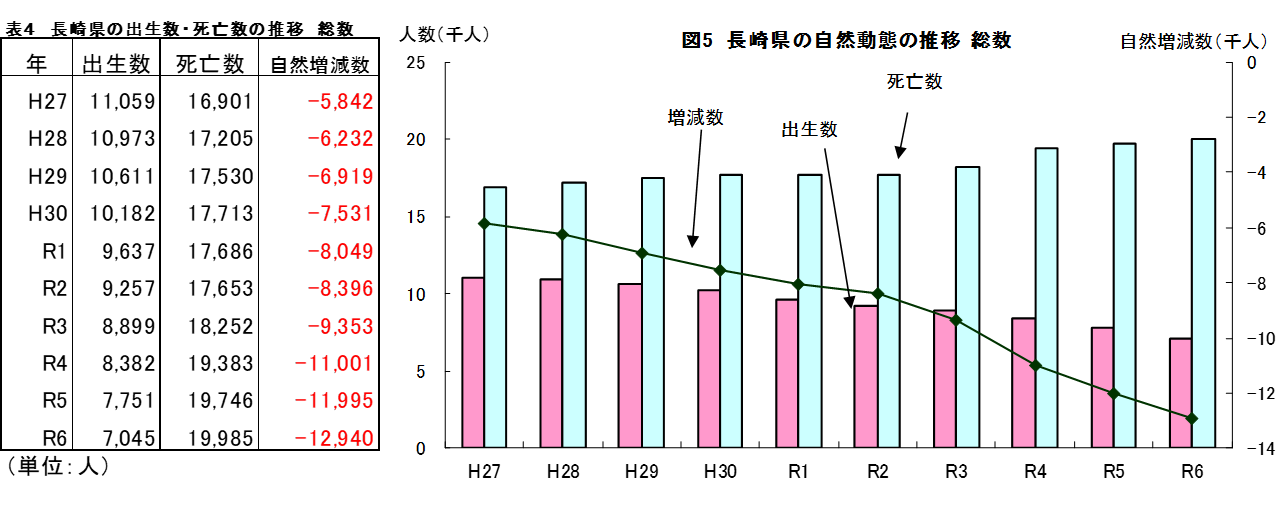 表4　長崎県の出生数・死亡数の推移　総数
年 出生数 死亡数 自然増減数
H27 11,059 16,901 -5,842
H28 10,973 17,205 -6,232
H29 10,611 17,530 -6,919
H30 10,182 17,713 -7,531
R1 9,637 17,686 -8,049
R2 9,257 17,653 -8,396
R3 8,899 18,252 -9,353
R4 8,382 19,383 -11,001
R5 7,751 19,746 -11,995
R6 7,045 19,985 -12,940
（単位：人）
図5　長崎県の自然動態の推移　総数
人数（千人）
自然増減数（千人）
25
20
15
10
5
0
増減数
出生数
死亡数
0
-2
-4
-6
-8
-10
-12
-14
H27 H28 H29 H30 R1 R2 R3 R4 R5 R6